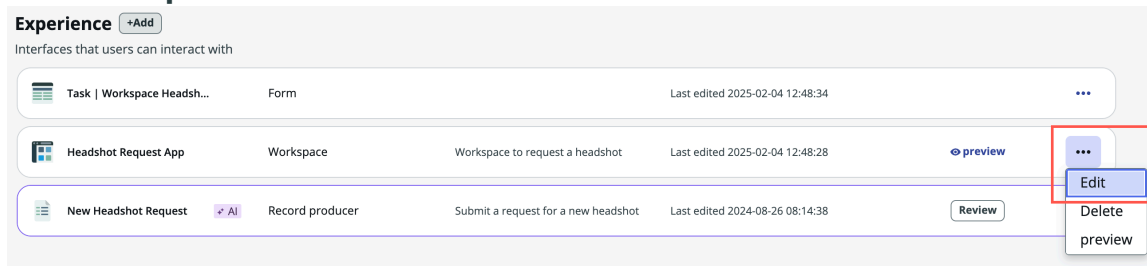 Experience +Add
Interfaces that users can interact with
Task | Workspace Headsh... Form Last edited 2025-02-04 12:48:34
Headshot Request App Workspace Workspace to request a headshot Last edited 2025-02-04 12:48:28 preview
Edit
New Headshot Request AI Record producer Submit a request for a new headshot Last edited 2024-08-26 08:14:38 Review
Delete
preview